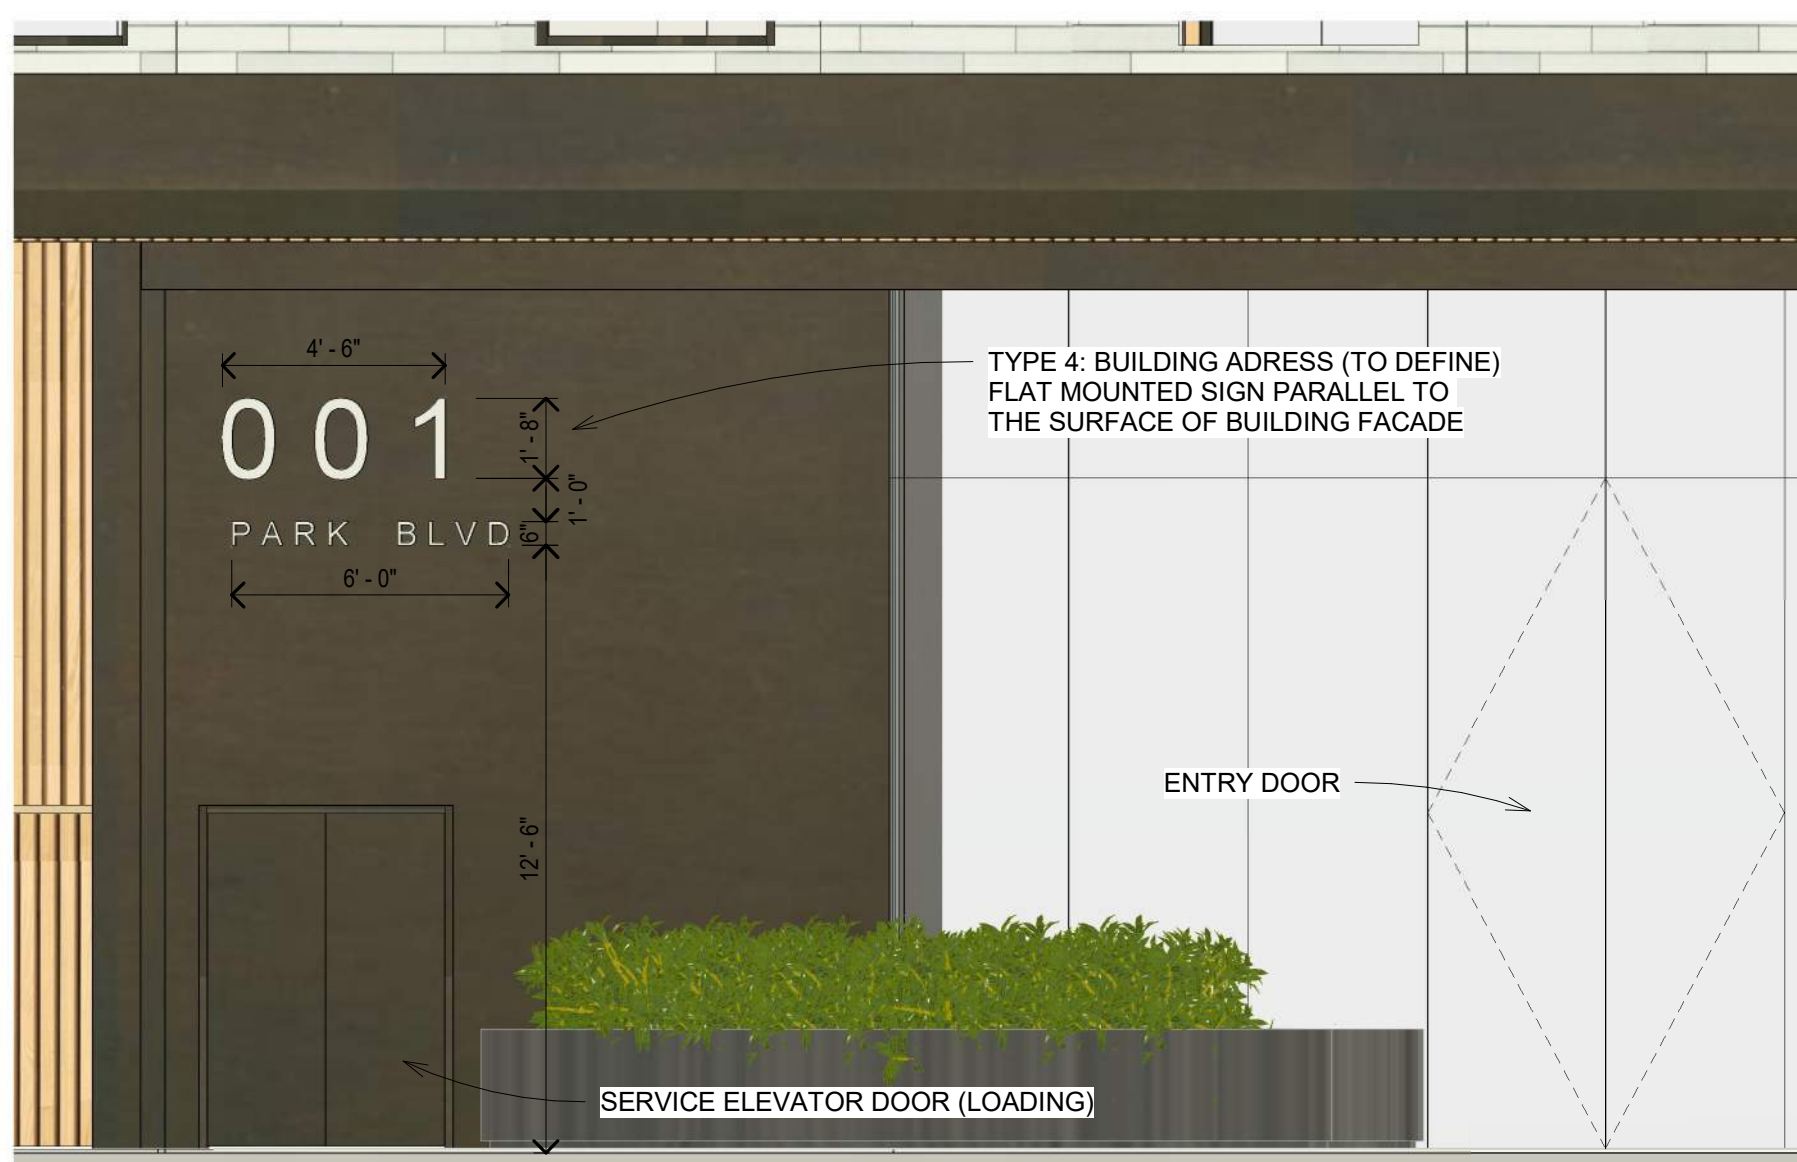 4' - 6"
001
1' - 8"
TYPE 4: BUILDING ADRESS (TO DEFINE)
FLAT MOUNTED SIGN PARALLEL TO
THE SURFACE OF BUILDING FACADE
1' - 0"
PARK BLVD
6"
6' - 0"
ENTRY DOOR
12' - 6"
SERVICE ELEVATOR DOOR (LOADING)